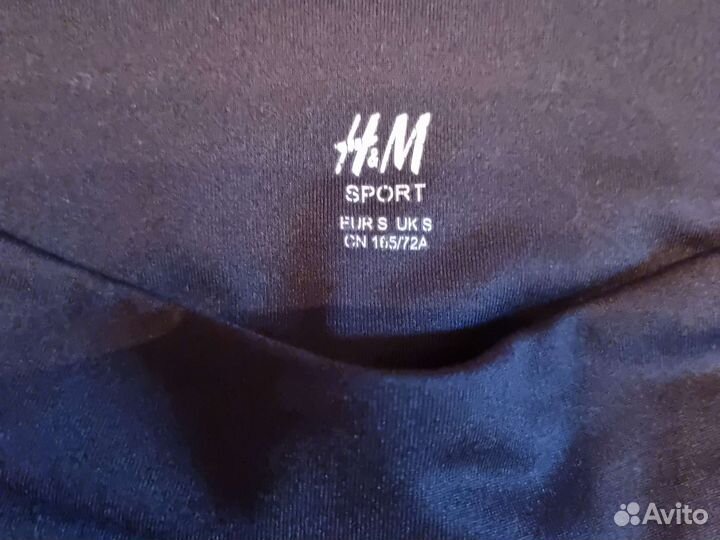 H&M
SPORT
EUR S UK S
CN 165/72A
Avito